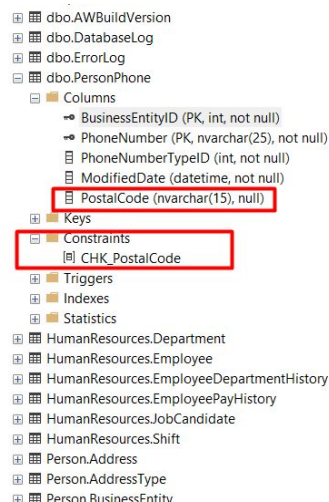 dbo.AWBuildVersion
dbo.DatabaseLog
dbo.ErrorLog
dbo.PersonPhone
Columns
BusinessEntityID (PK, int, not null)
PhoneNumber (PK, nvarchar(25), not null)
PhoneNumberTypeID (int, not null)
ModifiedDate (datetime, not null)
PostalCode (nvarchar(15), null)
Keys
Constraints
CHK_PostalCode
Triggers
Indexes
Statistics
HumanResources.Department
HumanResources.Employee
HumanResources.EmployeeDepartmentHistory
HumanResources.EmployeePayHistory
HumanResources.JobCandidate
HumanResources.Shift
Person.Address
Person.AddressType
Person.BusinessEntity